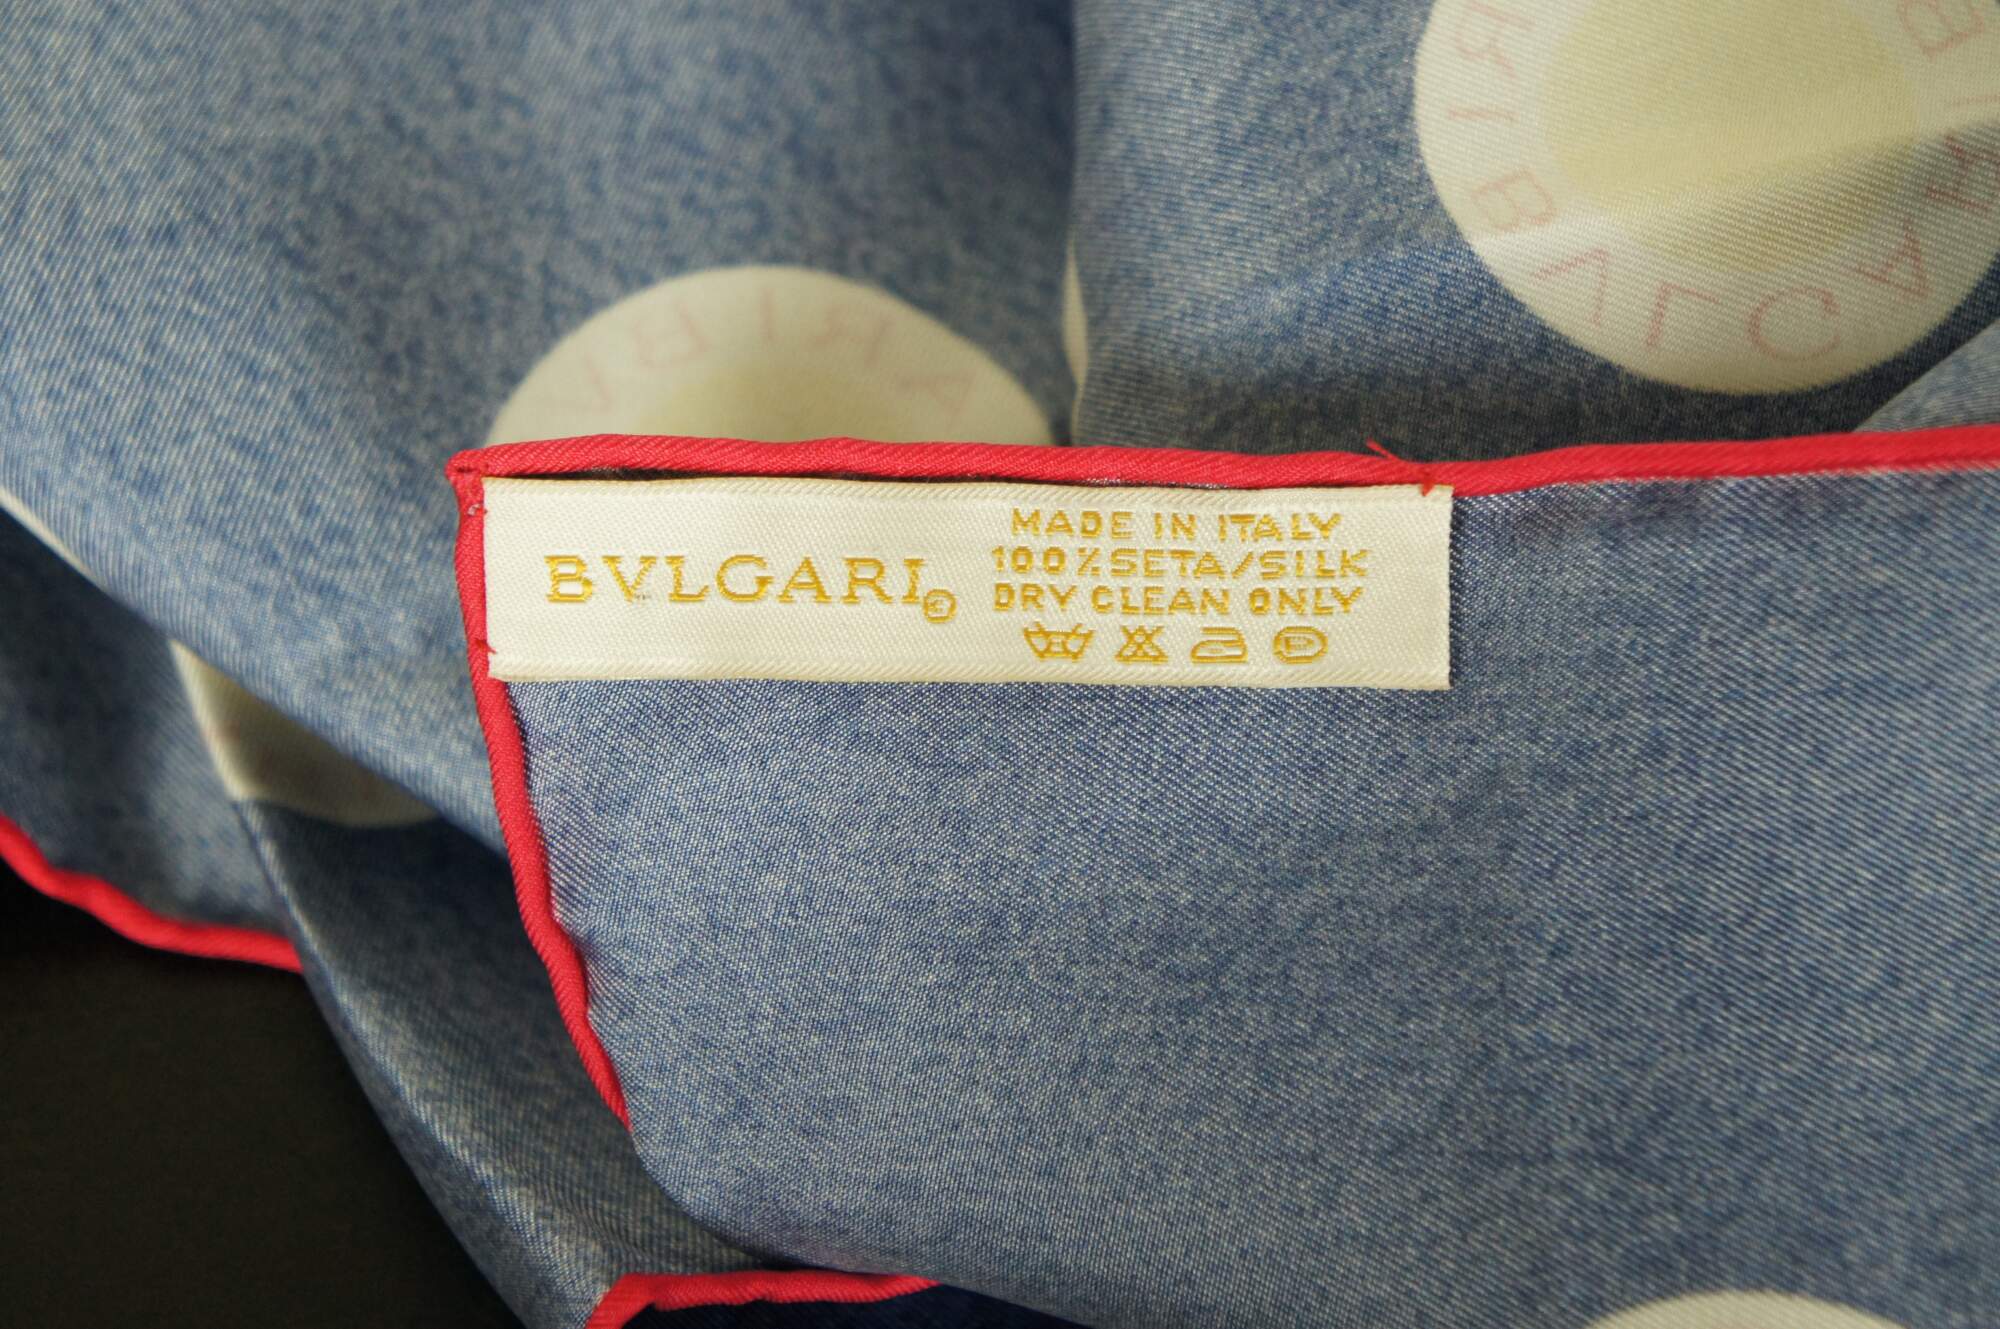 BVLGARI
MADE IN ITALY
100% SETA/SILK
DRY CLEAN ONLY
P